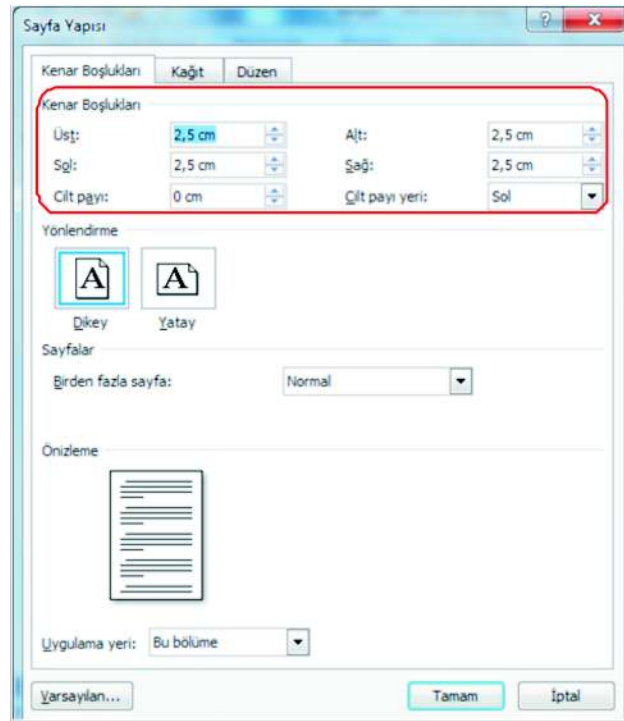 Sayfa Yapısı
Kenar Boşlukları Kağıt Düzen
Kenar Boşlukları
Üst: 2,5 cm Alt: 2,5 cm
Sol: 2,5 cm Sağ: 2,5 cm
Cilt payı: 0 cm Cilt payı yeri: Sol
Yönlendirme
A A
Dikey Yatay
Sayfalar
Birden fazla sayfa: Normal
Önizleme
Uygulama yeri: Bu bölüme
Varsayılan... Tamam İptal